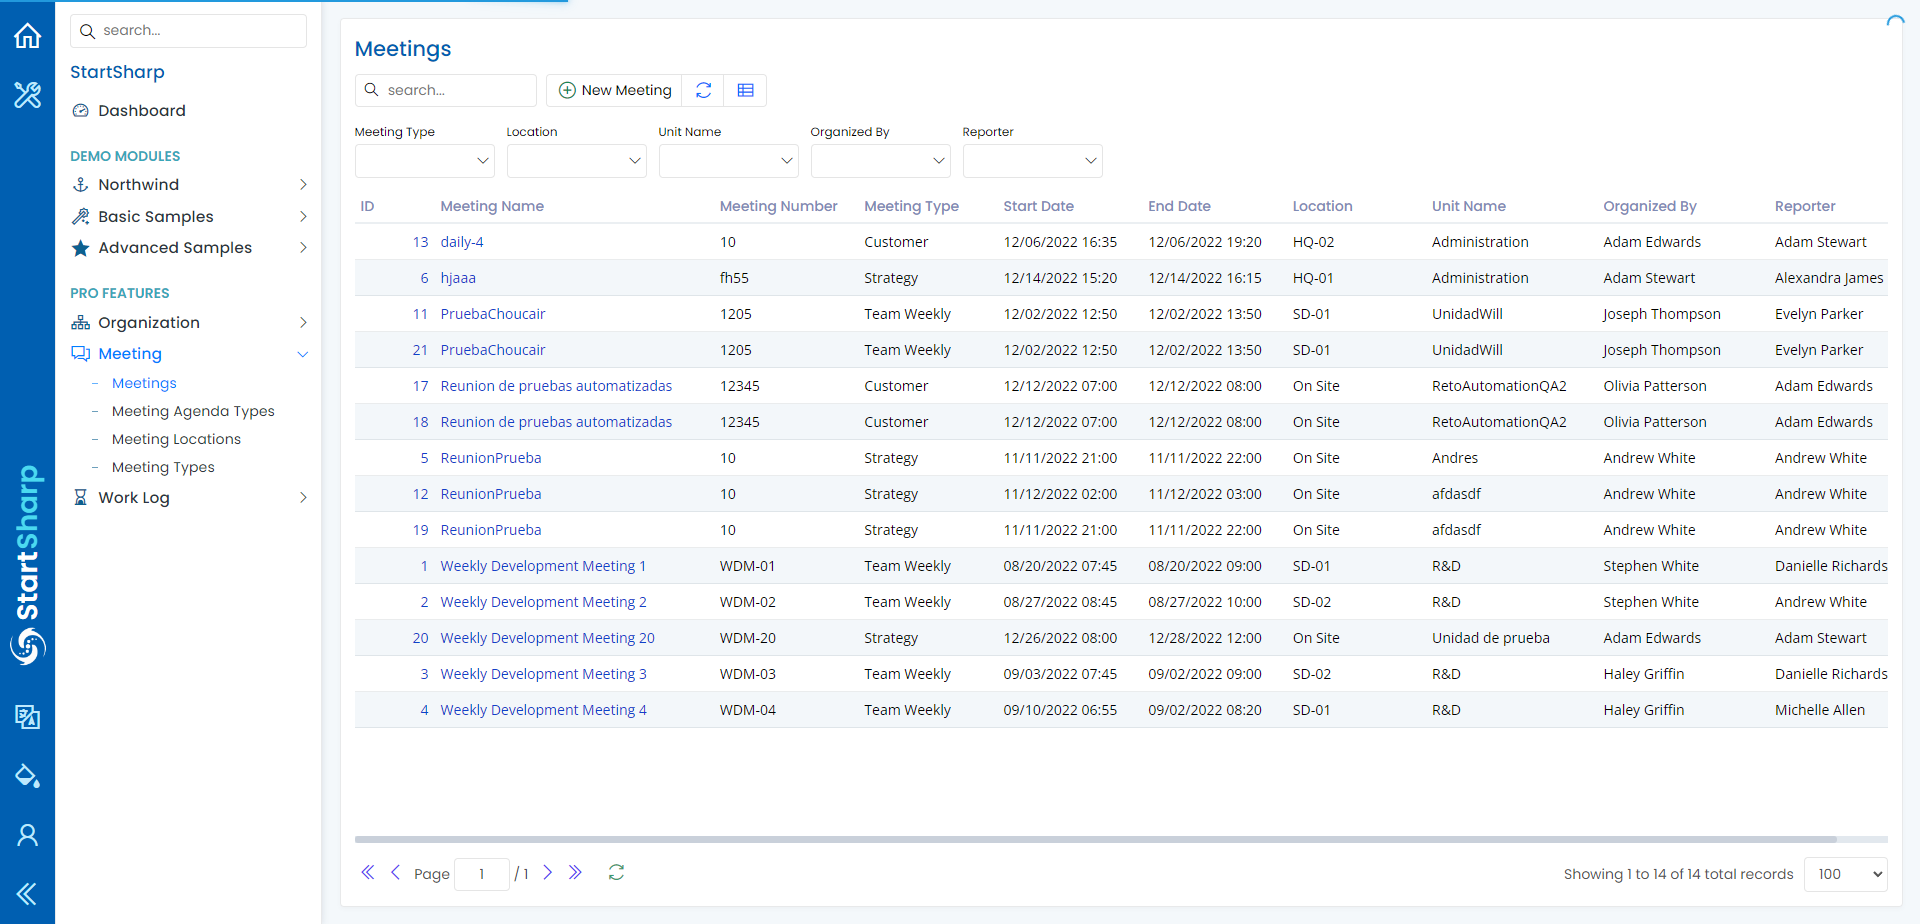 search...
StartSharp
Dashboard
DEMO MODULES
Northwind
Basic Samples
Advanced Samples
PRO FEATURES
Organization
Meeting
- Meetings
- Meeting Agenda Types
- Meeting Locations
- Meeting Types
Work Log
StartSharp
Meetings
search...
New Meeting
Meeting Type Location Unit Name Organized By Reporter
ID Meeting Name Meeting Number Meeting Type Start Date End Date Location Unit Name Organized By Reporter
13 daily-4 10 Customer 12/06/2022 16:35 12/06/2022 19:20 HQ-02 Administration Adam Edwards Adam Stewart
6 hjaaa fh55 Strategy 12/14/2022 15:20 12/14/2022 16:15 HQ-01 Administration Adam Stewart Alexandra James
11 PruebaChoucair 1205 Team Weekly 12/02/2022 12:50 12/02/2022 13:50 SD-01 UnidadWill Joseph Thompson Evelyn Parker
21 PruebaChoucair 1205 Team Weekly 12/02/2022 12:50 12/02/2022 13:50 SD-01 UnidadWill Joseph Thompson Evelyn Parker
17 Reunion de pruebas automatizadas 12345 Customer 12/12/2022 07:00 12/12/2022 08:00 On Site RetoAutomationQA2 Olivia Patterson Adam Edwards
18 Reunion de pruebas automatizadas 12345 Customer 12/12/2022 07:00 12/12/2022 08:00 On Site RetoAutomationQA2 Olivia Patterson Adam Edwards
5 ReunionPrueba 10 Strategy 11/11/2022 21:00 11/11/2022 22:00 On Site Andres Andrew White Andrew White
12 ReunionPrueba 10 Strategy 11/12/2022 02:00 11/12/2022 03:00 On Site afdasdf Andrew White Andrew White
19 ReunionPrueba 10 Strategy 11/11/2022 21:00 11/11/2022 22:00 On Site afdasdf Andrew White Andrew White
1 Weekly Development Meeting 1 WDM-01 Team Weekly 08/20/2022 07:45 08/20/2022 09:00 SD-01 R&D Stephen White Danielle Richards
2 Weekly Development Meeting 2 WDM-02 Team Weekly 08/27/2022 08:45 08/27/2022 10:00 SD-02 R&D Stephen White Andrew White
20 Weekly Development Meeting 20 WDM-20 Strategy 12/26/2022 08:00 12/28/2022 12:00 On Site Unidad de prueba Adam Edwards Adam Stewart
3 Weekly Development Meeting 3 WDM-03 Team Weekly 09/03/2022 07:45 09/02/2022 09:00 SD-02 R&D Haley Griffin Danielle Richards
4 Weekly Development Meeting 4 WDM-04 Team Weekly 09/10/2022 06:55 09/02/2022 08:20 SD-01 R&D Haley Griffin Michelle Allen
Page 1 / 1
Showing 1 to 14 of 14 total records 100